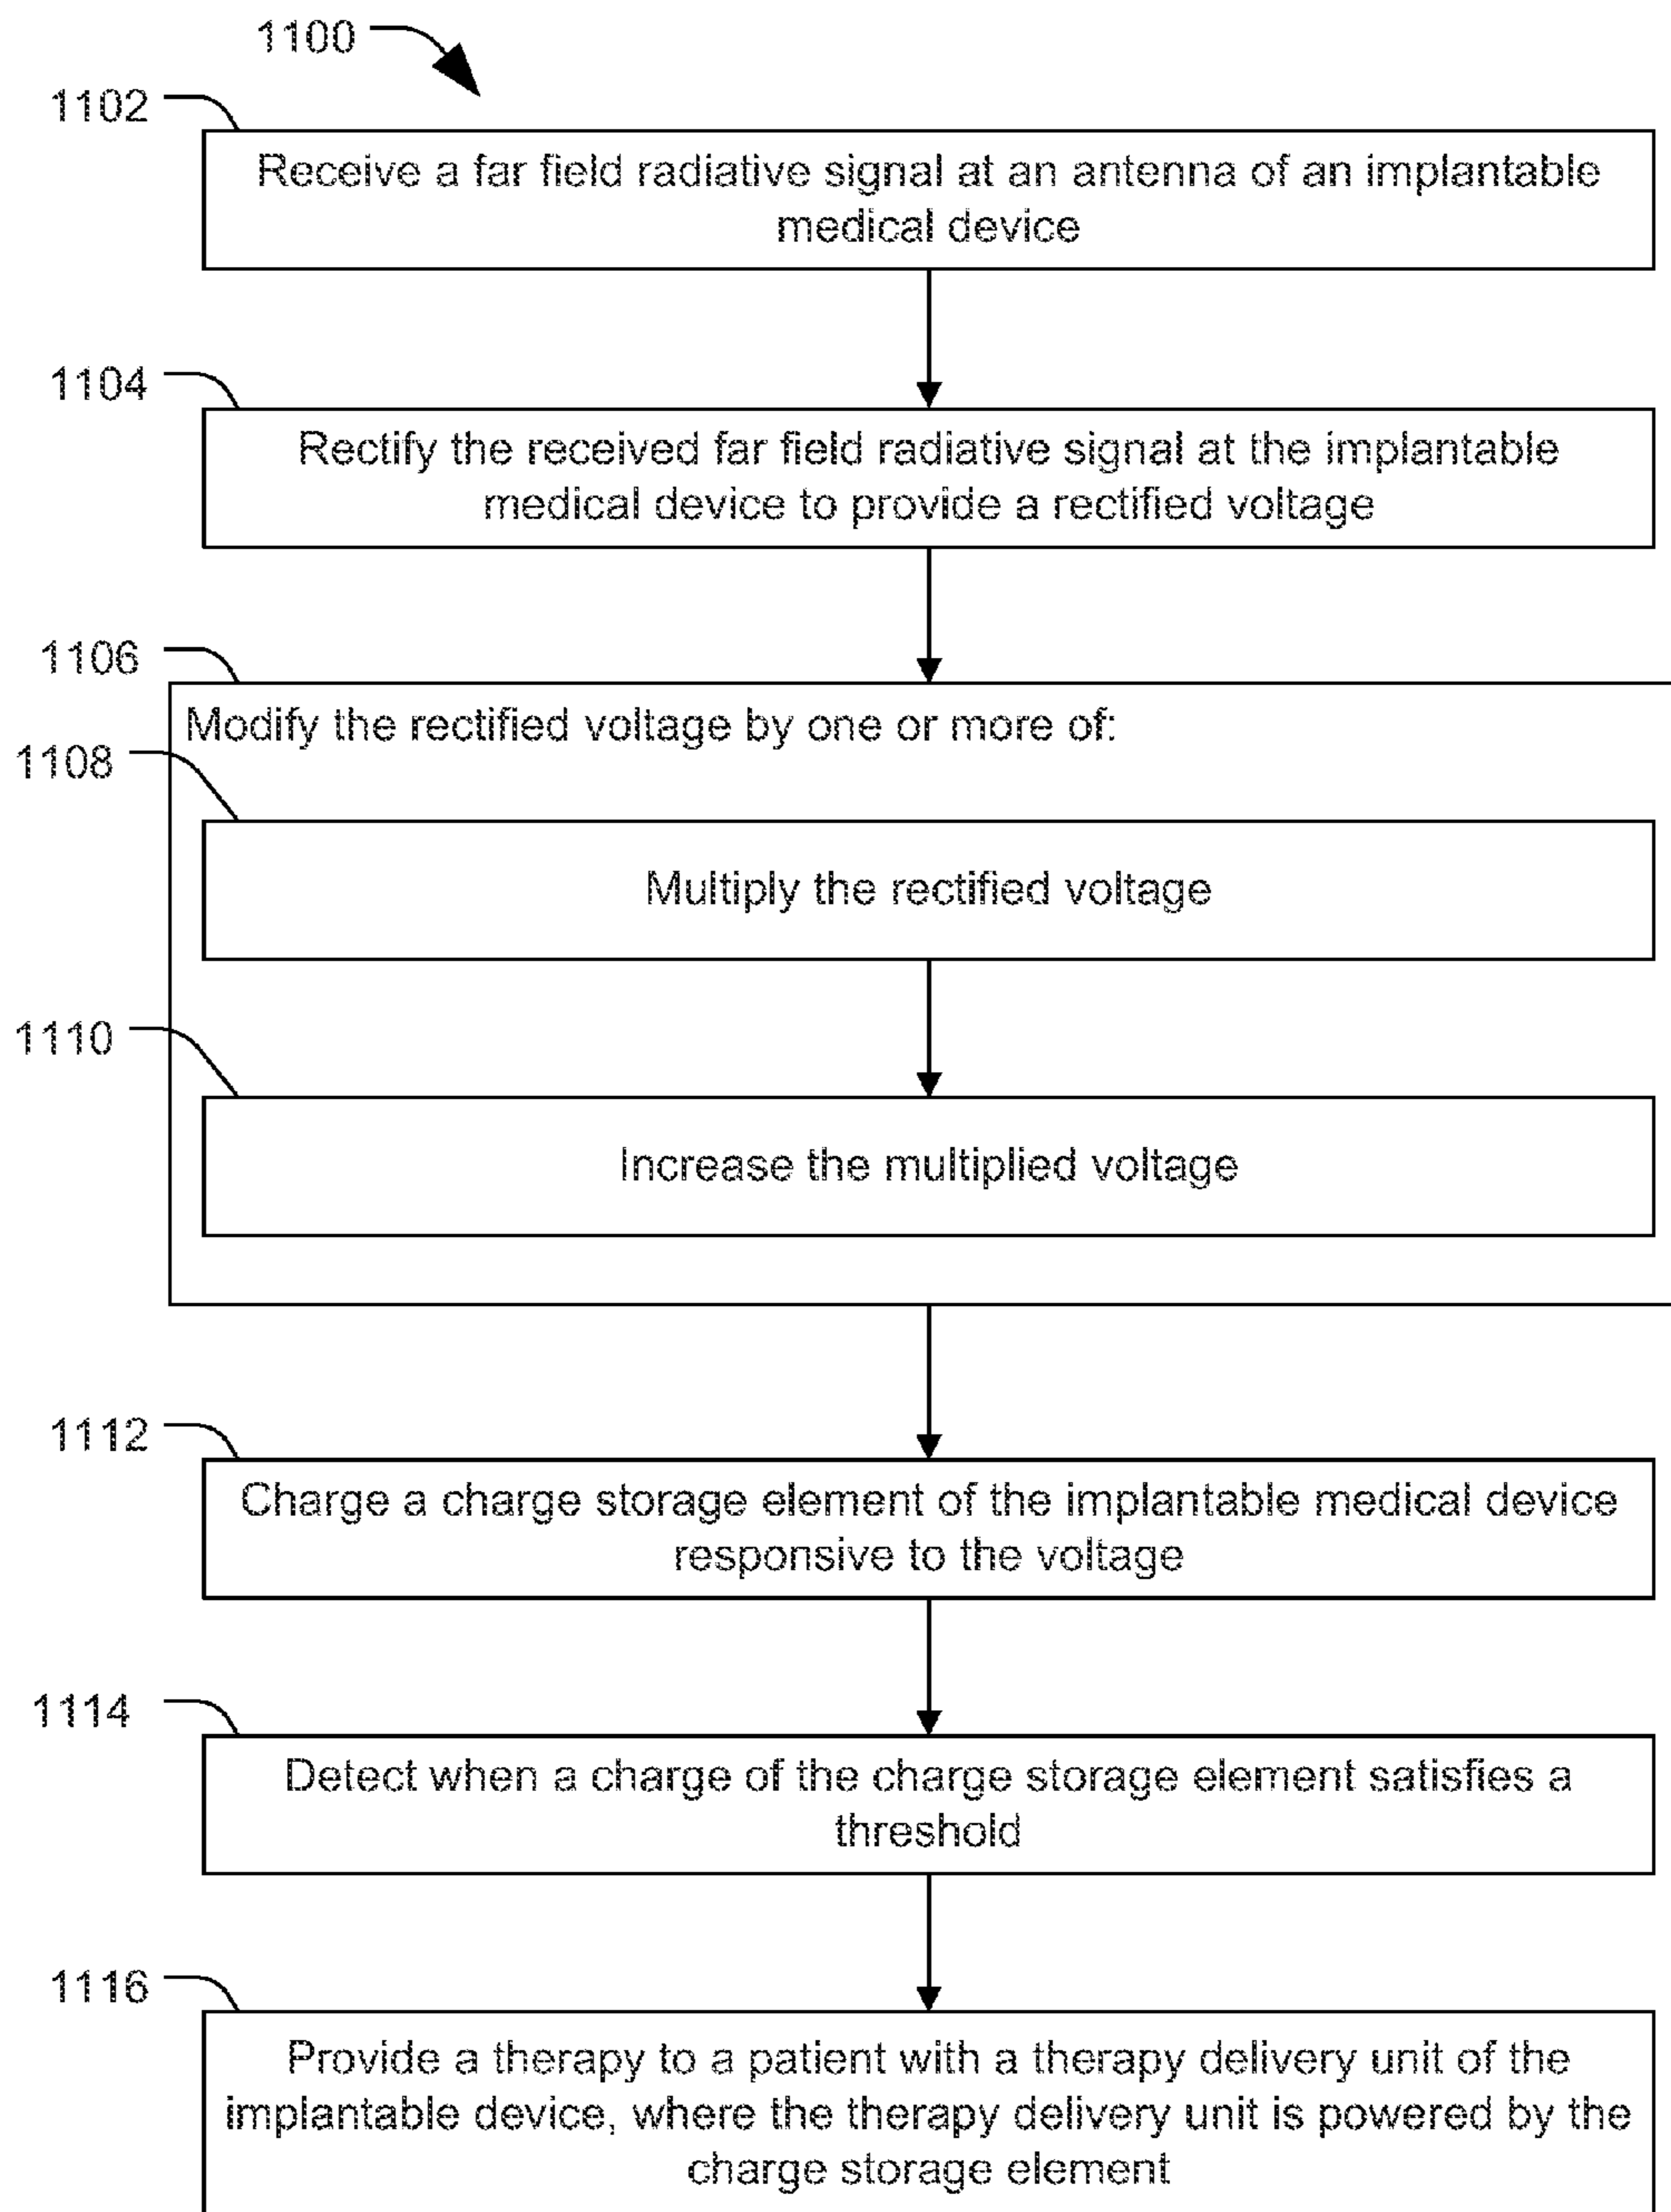 1100
1102
Receive a far field radiative signal at an antenna of an implantable
medical device
1104
Rectify the received far field radiative signal at the implantable
medical device to provide a rectified voltage
1106
Modify the rectified voltage by one or more of:
1108
Multiply the rectified voltage
1110
Increase the multiplied voltage
1112
Charge a charge storage element of the implantable medical device
responsive to the voltage
1114
Detect when a charge of the charge storage element satisfies a
threshold
1116
Provide a therapy to a patient with a therapy delivery unit of the
implantable device, where the therapy delivery unit is powered by the
charge storage element